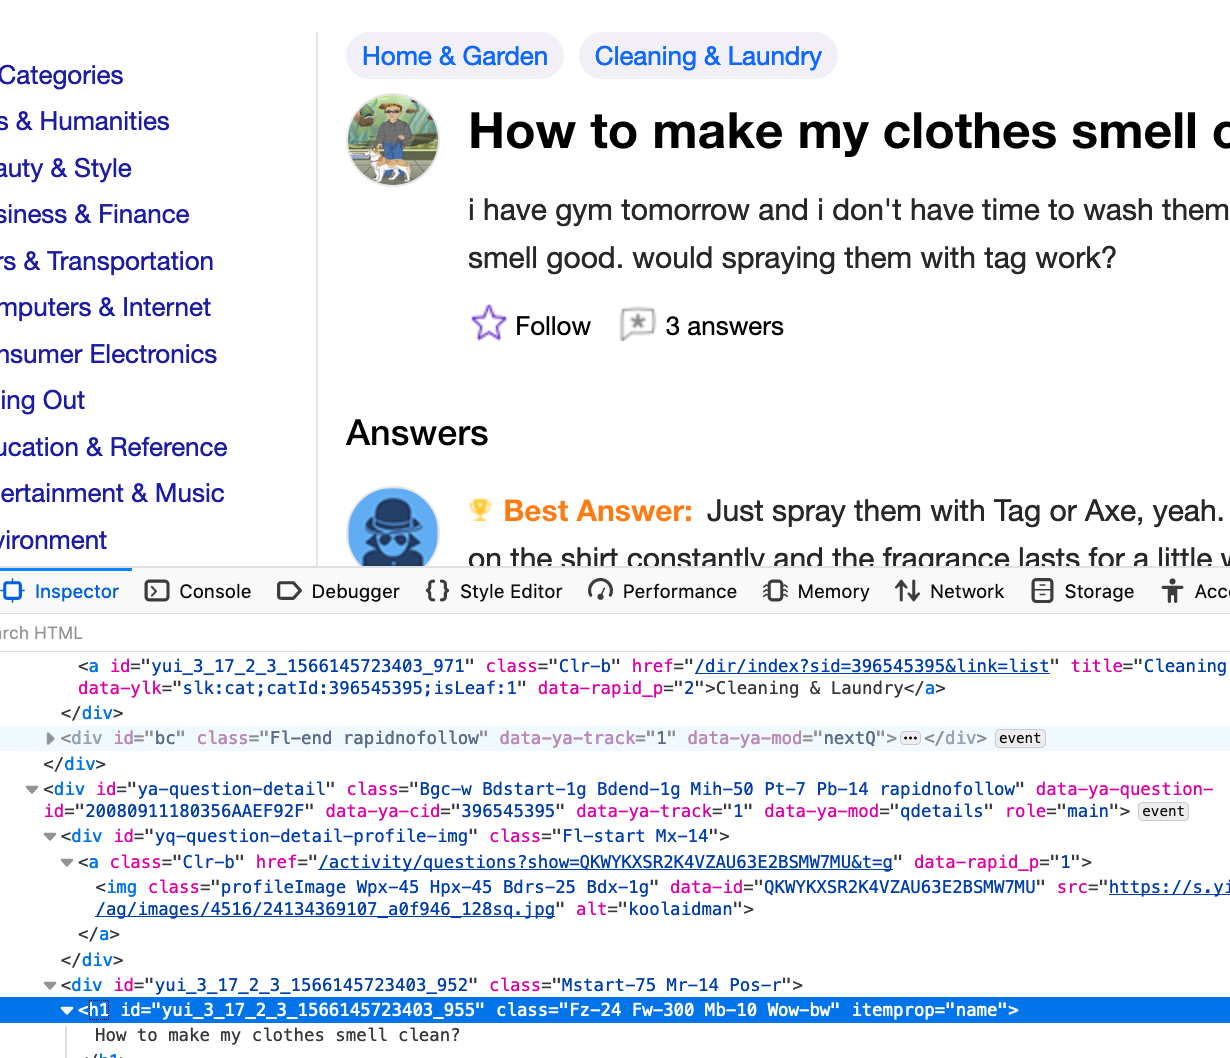 Home & Garden Cleaning & Laundry
Categories
s & Humanities
auty & Style
siness & Finance
rs & Transportation
mputers & Internet
nsumer Electronics
ing Out
ucation & Reference
ertainment & Music
vironment
How to make my clothes smell c
i have gym tomorrow and i don't have time to wash them
smell good. would spraying them with tag work?
Follow 3 answers
Answers
Best Answer: Just spray them with Tag or Axe, yeah.
on the shirt constantly and the fragrance lasts for a little w
Inspector Console Debugger {} Style Editor Performance Memory Network Storage Acce
rch HTML
<a id="yui_3_17_2_3_1566145723403_971" class="Clr-b" href="/dir/index?sid=396545395&link=list" title="Cleaning
data-ylk="slk:cat;catId:396545395;isLeaf:1" data-rapid_p="2">Cleaning & Laundry</a>
</div>
<div id="bc" class="Fl-end rapidnofollow" data-ya-track="1" data-ya-mod="nextQ">…</div> event
</div>
<div id="ya-question-detail" class="Bgc-w Bdstart-1g Bdend-1g Mih-50 Pt-7 Pb-14 rapidnofollow" data-ya-question-
id="20080911180356AAEF92F" data-ya-cid="396545395" data-ya-track="1" data-ya-mod="qdetails" role="main"> event
<div id="yq-question-detail-profile-img" class="Fl-start Mx-14">
<a class="Clr-b" href="/activity/questions?show=QKWYKXSR2K4VZAU63E2BSMW7MU&t=g" data-rapid_p="1">
<img class="profileImage Wpx-45 Hpx-45 Bdrs-25 Bdx-1g" data-id="QKWYKXSR2K4VZAU63E2BSMW7MU" src="https://s.yi
/ag/images/4516/24134369107_a0f946_128sq.jpg" alt="koolaidman">
</a>
</div>
<div id="yui_3_17_2_3_1566145723403_952" class="Mstart-75 Mr-14 Pos-r">
<h1 id="yui_3_17_2_3_1566145723403_955" class="Fz-24 Fw-300 Mb-10 Wow-bw" itemprop="name">
How to make my clothes smell clean?
</h1>